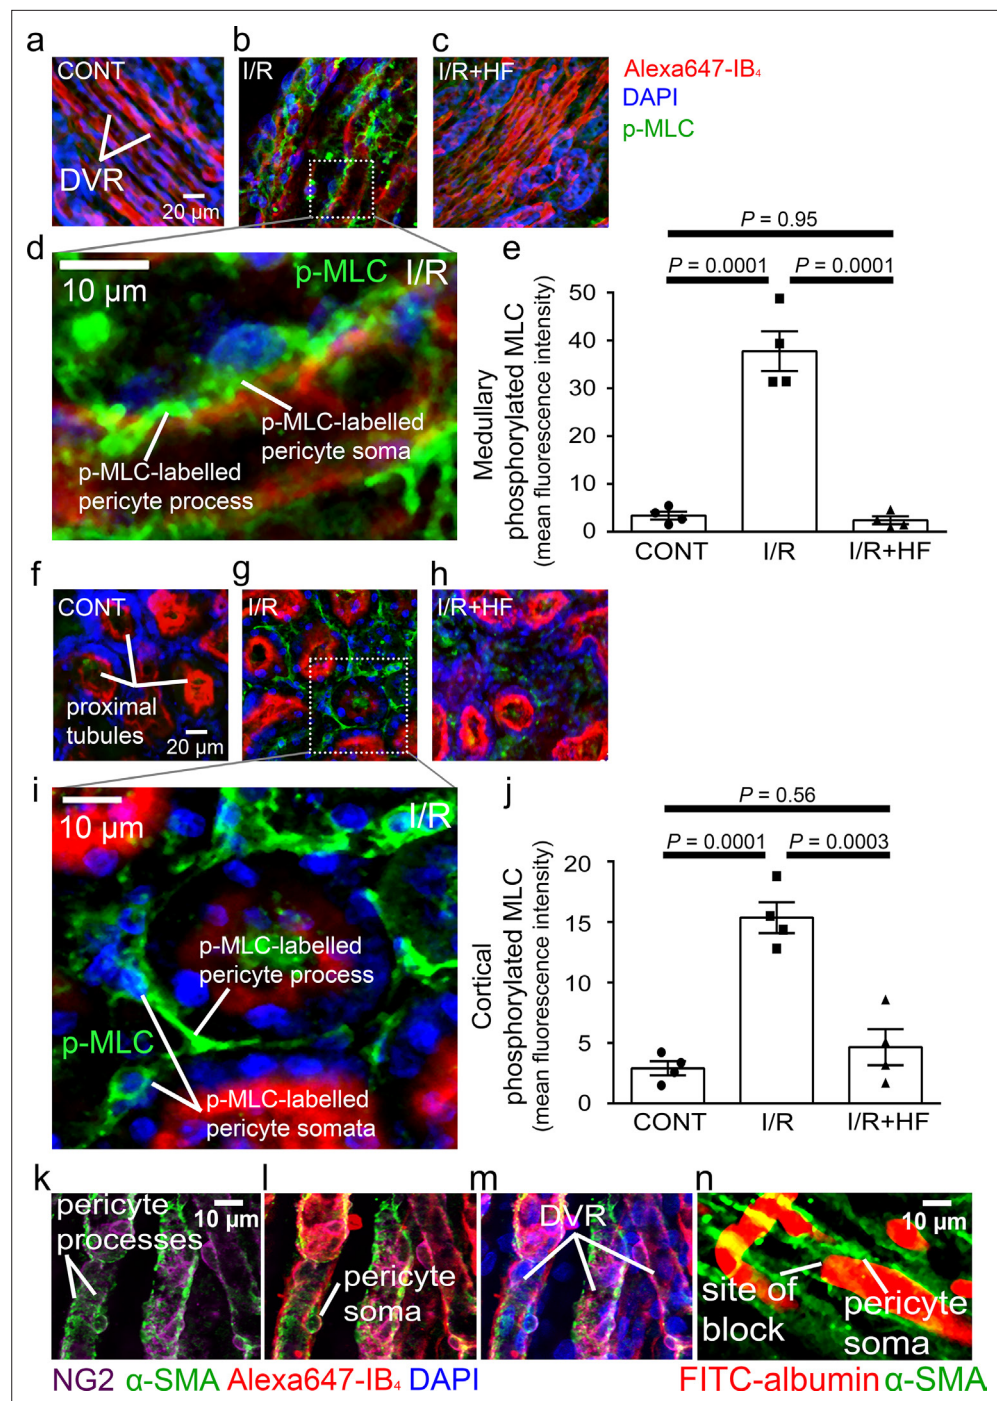 a
b
c
CONT
I/R
I/R+HF
Alexa647-IB₄
DAPI
p-MLC
DVR
20 µm
d
10 µm
p-MLC
I/R
p-MLC-labelled
pericyte soma
p-MLC-labelled
pericyte process
e
P = 0.95
P = 0.0001
P = 0.0001
Medullary
phosphorylated MLC
(mean fluorescence intensity)
50
40
30
20
10
0
CONT
I/R
I/R+HF
f
g
h
CONT
I/R
I/R+HF
proximal
tubules
20 µm
i
10 µm
I/R
p-MLC-labelled
pericyte process
p-MLC
p-MLC-labelled
pericyte somata
j
P = 0.56
P = 0.0001
P = 0.0003
Cortical
phosphorylated MLC
(mean fluorescence intensity)
20
15
10
5
0
CONT
I/R
I/R+HF
k
l
m
n
pericyte
processes
10 µm
pericyte
soma
DVR
10 µm
site of
block
pericyte
soma
NG2 α-SMA Alexa647-IB₄ DAPI
FITC-albumin α-SMA